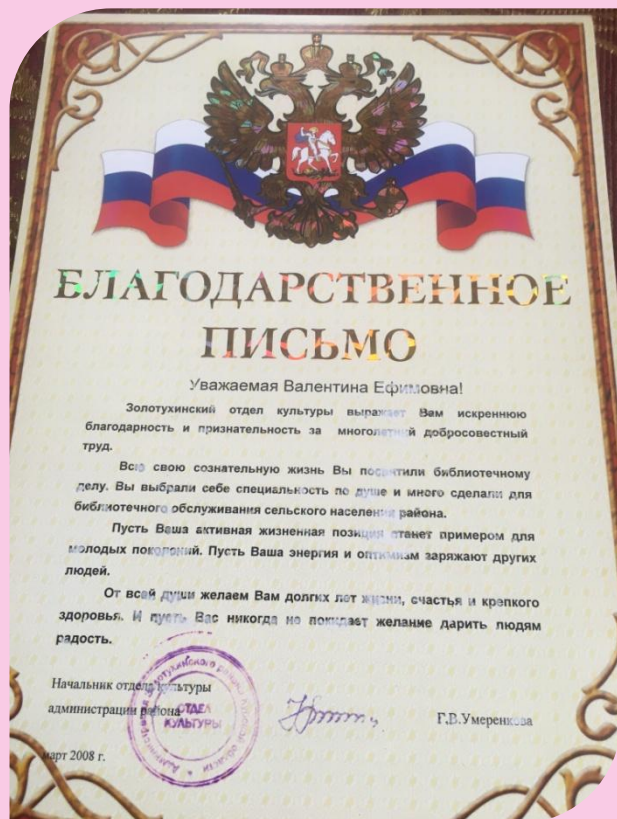 БЛАГОДАРСТВЕННОЕ
ПИСЬМО
Уважаемая Валентина Ефимовна!
Золотухинский отдел культуры выражает Вам искреннюю
благодарность и признательность за многолетний добросовестный
труд.
Всю свою сознательную жизнь Вы посвятили библиотечному
делу. Вы выбрали себе специальность по душе и много сделали для
библиотечного обслуживания сельского населения района.
Пусть Ваша активная жизненная позиция станет примером для
молодых поколений. Пусть Ваша энергия и оптимизм заряжают других
людей.
От всей души желаем Вам долгих лет жизни, счастья и крепкого
здоровья. И пусть Вас никогда не покидает желание дарить людям
радость.
Начальник отдела культуры
администрации района
Г.В.Умеренкова
март 2008 г.
ОТДЕЛ
КУЛЬТУРЫ